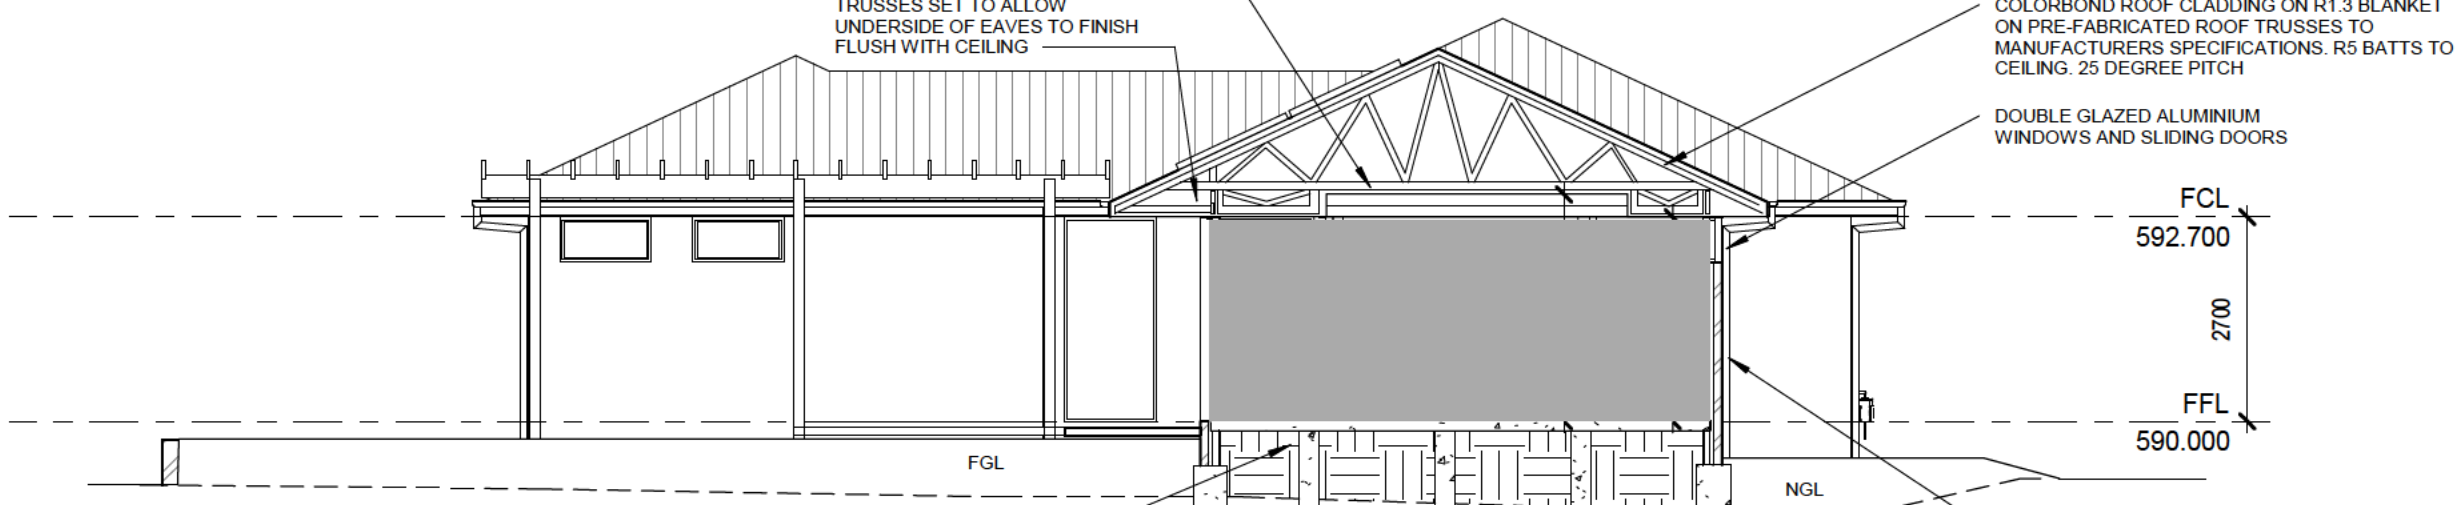 TRUSSES SET TO ALLOW
UNDERSIDE OF EAVES TO FINISH
FLUSH WITH CEILING
COLORBOND ROOF CLADDING ON R1.3 BLANKET
ON PRE-FABRICATED ROOF TRUSSES TO
MANUFACTURERS SPECIFICATIONS. R5 BATTS TO
CEILING. 25 DEGREE PITCH
DOUBLE GLAZED ALUMINIUM
WINDOWS AND SLIDING DOORS
FCL
592.700
2700
FFL
590.000
FGL
NGL